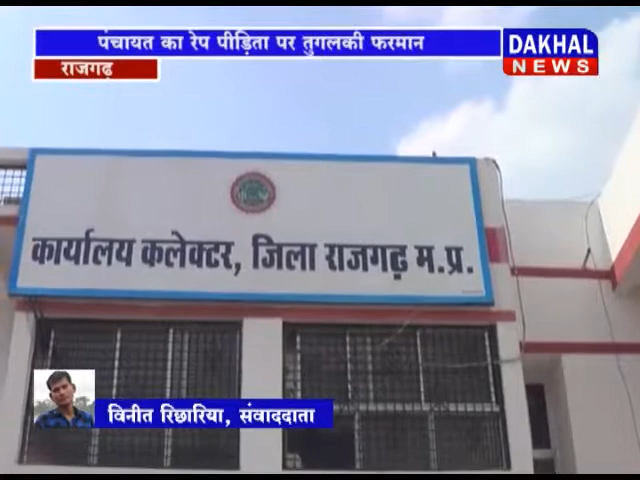 पंचायत का रेप पीड़िता पर तुगलकी फरमान
DAKHAL
NEWS
राजगढ़
कार्यालय कलेक्टर, जिला राजगढ़ म.प्र.
विनीत रिछारिया, संवाददाता